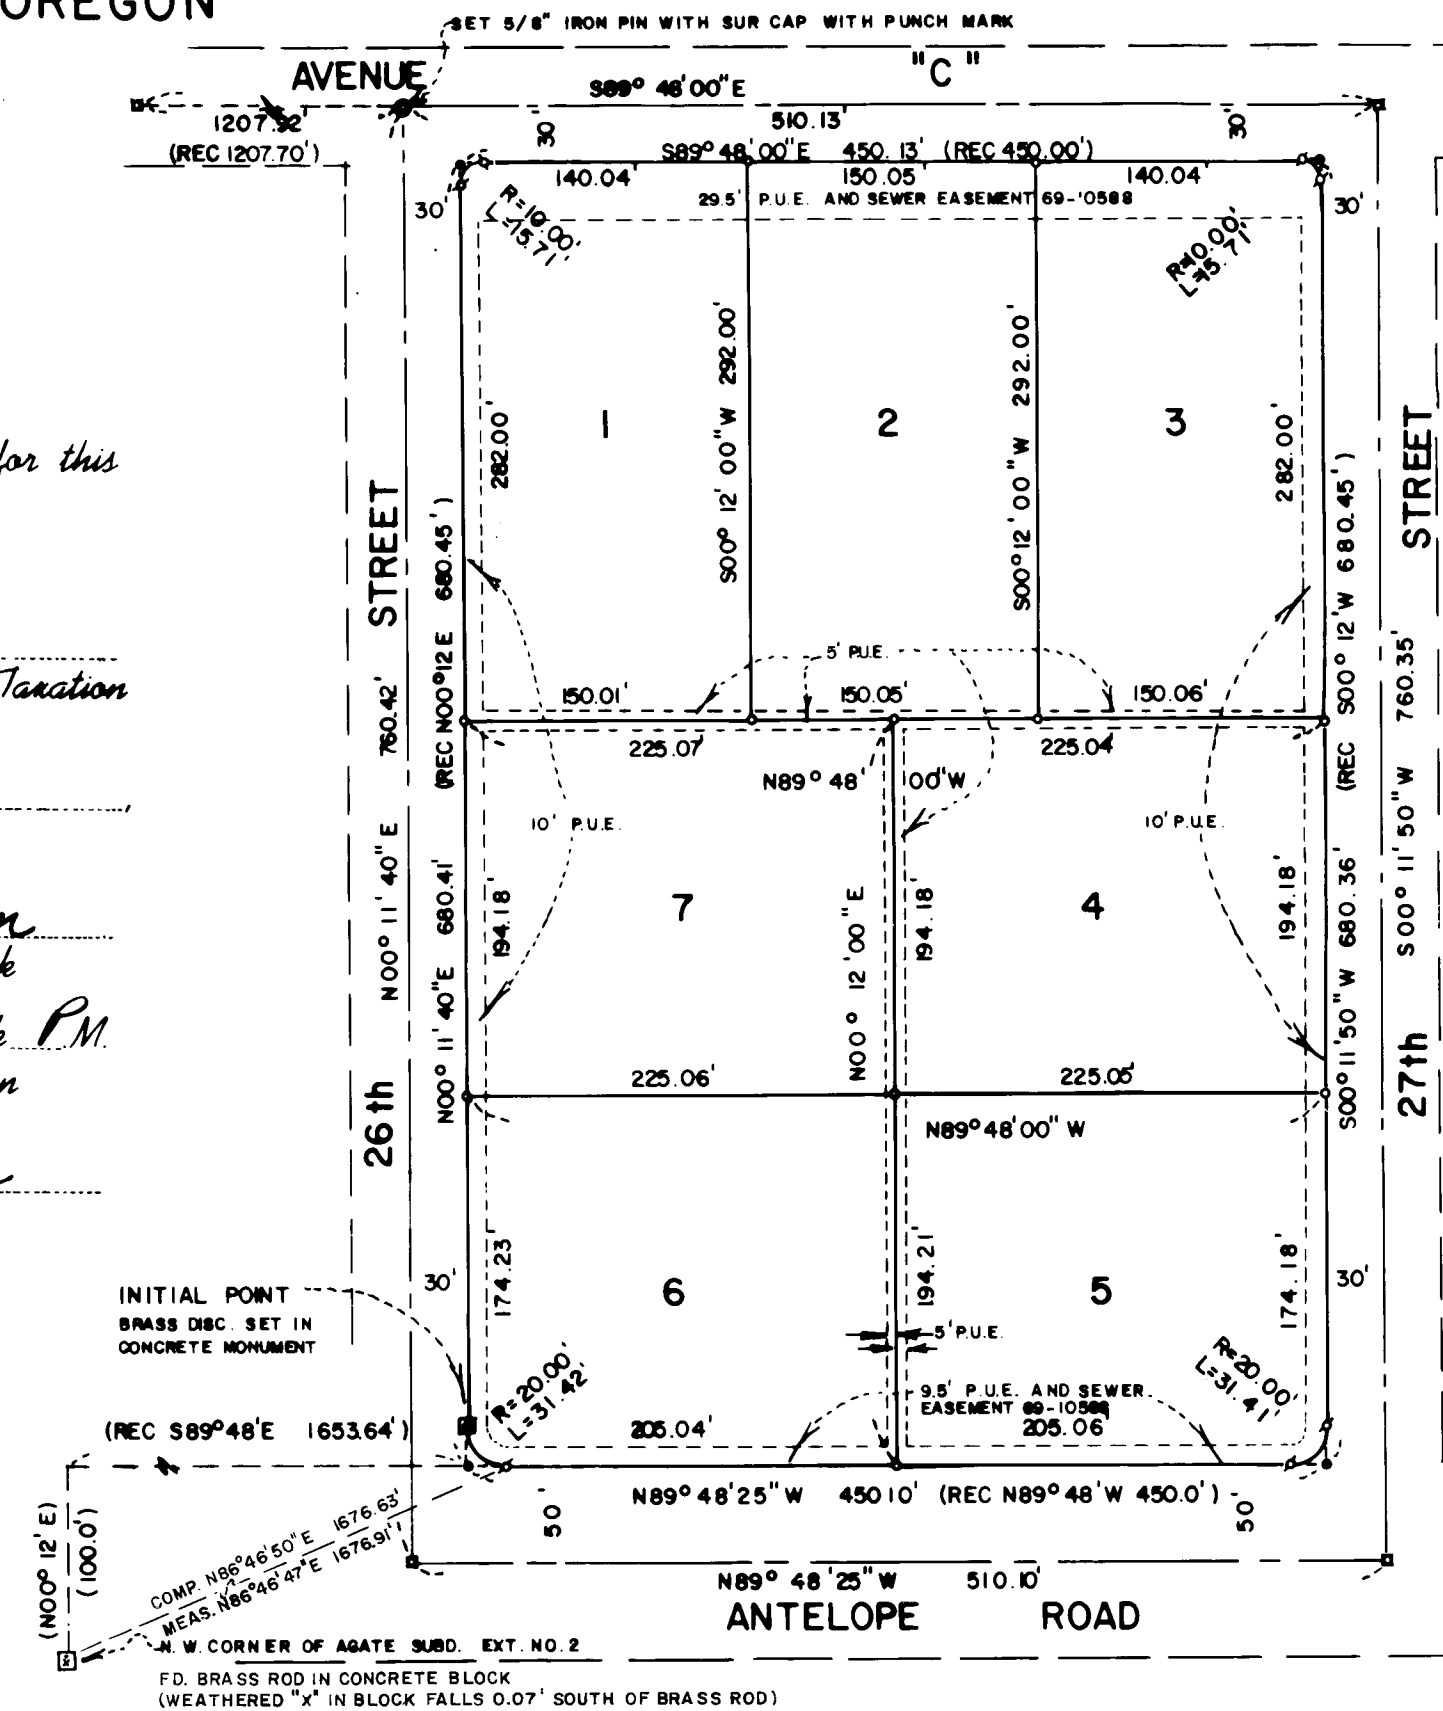 OREGON
SET 5/8" IRON PIN WITH SUR CAP WITH PUNCH MARK
AVENUE "C"
S89° 48'00"E
1207.92' 510.13'
(REC 1207.70')
30' 30'
S89° 48'00"E 450.13' (REC 450.00')
140.04' 150.05' 140.04'
29.5' P.U.E. AND SEWER EASEMENT 69-10588
30' 30'
R=10.00'
L=15.71'
R=10.00'
L=15.71'
S00° 12' 00" W 292.00'
S00° 12' 00" W 292.00'
282.00' 1 2 3 282.00'
for this
26th STREET
27th STREET
(REC N00°12 E 680.45')
(REC S00° 12' W 680.45')
5' P.U.E.
Taxation
150.01' 150.05' 150.06'
225.07' 225.04'
N89° 48' 00" W
N00° 11' 40" E 760.42'
S00° 11' 50" W 760.35'
10' P.U.E. 10' P.U.E.
N00° 11' 40"E 680.41'
S00° 11' 50" W 680.36'
194.18' 7 194.18' 4 194.18'
N00° 12' 00" E
P.M.
225.06' 225.05'
N89° 48'00" W
174.23' 6 194.21' 5 174.18'
30' 30'
INITIAL POINT
BRASS DISC. SET IN
CONCRETE MONUMENT
5' P.U.E.
R=20.00'
L=31.42'
R=20.00'
L=31.41'
9.5' P.U.E. AND SEWER
EASEMENT 69-10588
205.04' 205.06'
(REC S89°48'E 1653.64')
N89° 48'25" W 450.10' (REC N89° 48' W 450.0')
50' 50'
(N00° 12' E)
(100.0')
COMP. N86°46'50" E 1676.63'
MEAS. N86°46'47"E 1676.91'
N89° 48'25" W 510.10'
ANTELOPE ROAD
N. W. CORNER OF AGATE SUBD. EXT. NO. 2
FD. BRASS ROD IN CONCRETE BLOCK
(WEATHERED "X" IN BLOCK FALLS 0.07' SOUTH OF BRASS ROD)